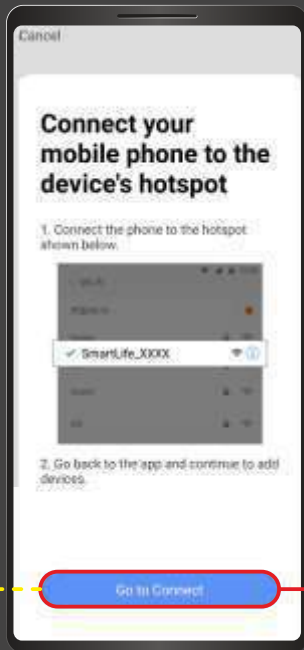 Cancel
Connect your
mobile phone to the
device's hotspot
1. Connect the phone to the hotspot
shown below.
SmartLife_XXXX
2. Go back to the app and continue to add
devices.
Go to Connect